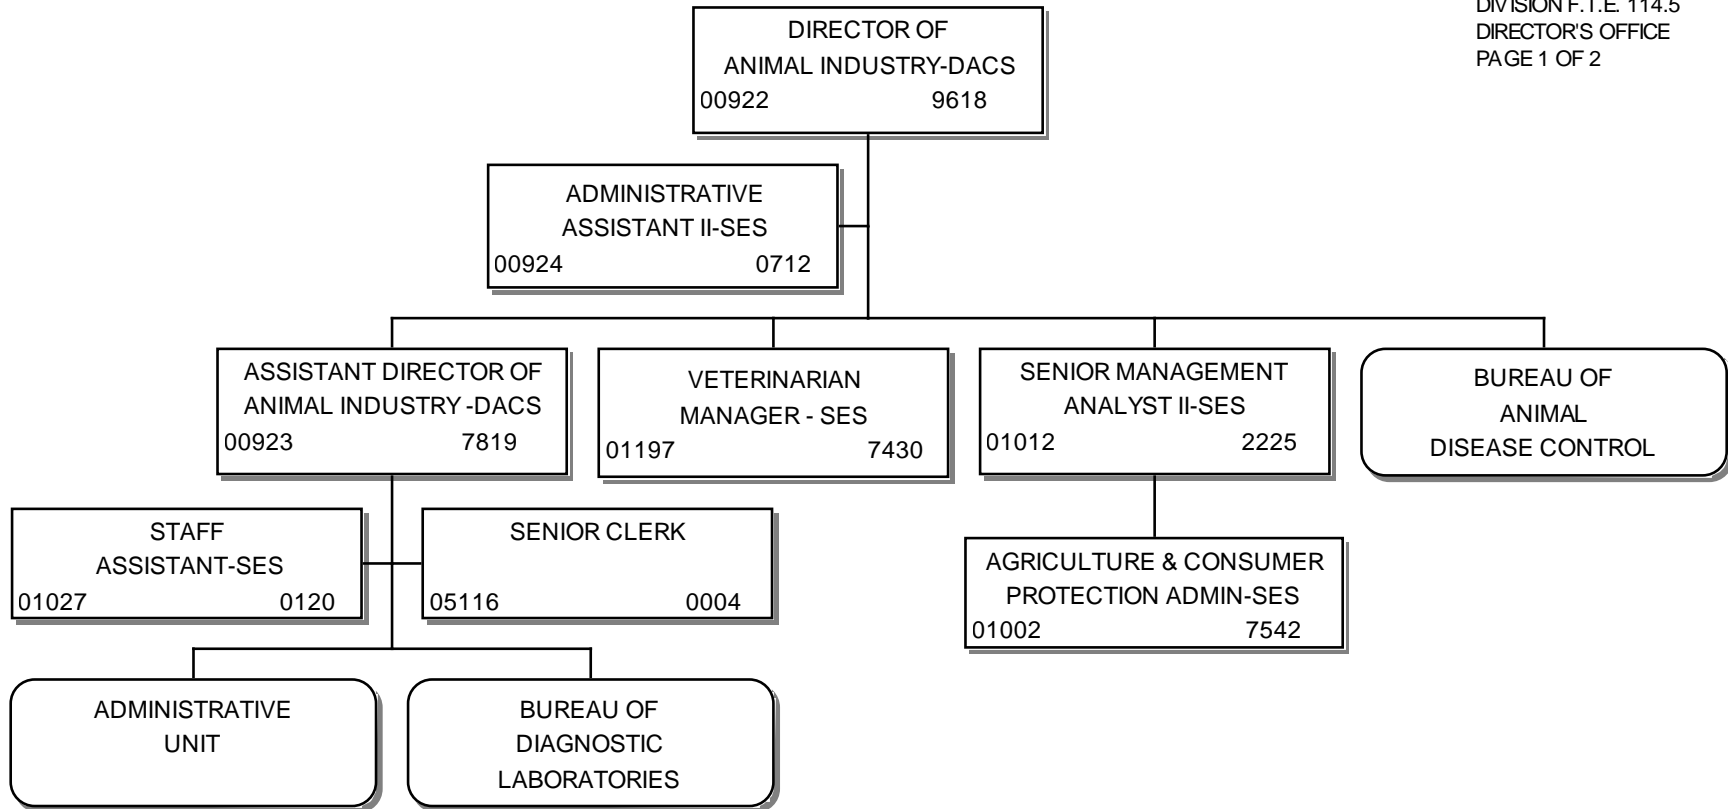 DIVISION F.T.E. 114.5
DIRECTOR'S OFFICE
PAGE 1 OF 2
DIRECTOR OF
ANIMAL INDUSTRY-DACS
00922 9618
ADMINISTRATIVE
ASSISTANT II-SES
00924 0712
ASSISTANT DIRECTOR OF
ANIMAL INDUSTRY -DACS
00923 7819
VETERINARIAN
MANAGER - SES
01197 7430
SENIOR MANAGEMENT
ANALYST II-SES
01012 2225
BUREAU OF
ANIMAL
DISEASE CONTROL
STAFF
ASSISTANT-SES
01027 0120
SENIOR CLERK
05116 0004
AGRICULTURE & CONSUMER
PROTECTION ADMIN-SES
01002 7542
ADMINISTRATIVE
UNIT
BUREAU OF
DIAGNOSTIC
LABORATORIES